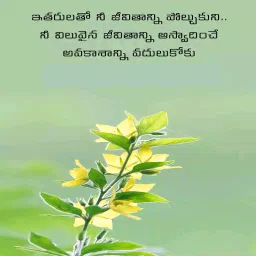 ఇతరులతో నీ జీవితాన్ని పోల్చుకుని..
నీ విలువైన జీవితాన్ని ఆస్వాదించే
అవకాశాన్ని వదులుకోకు